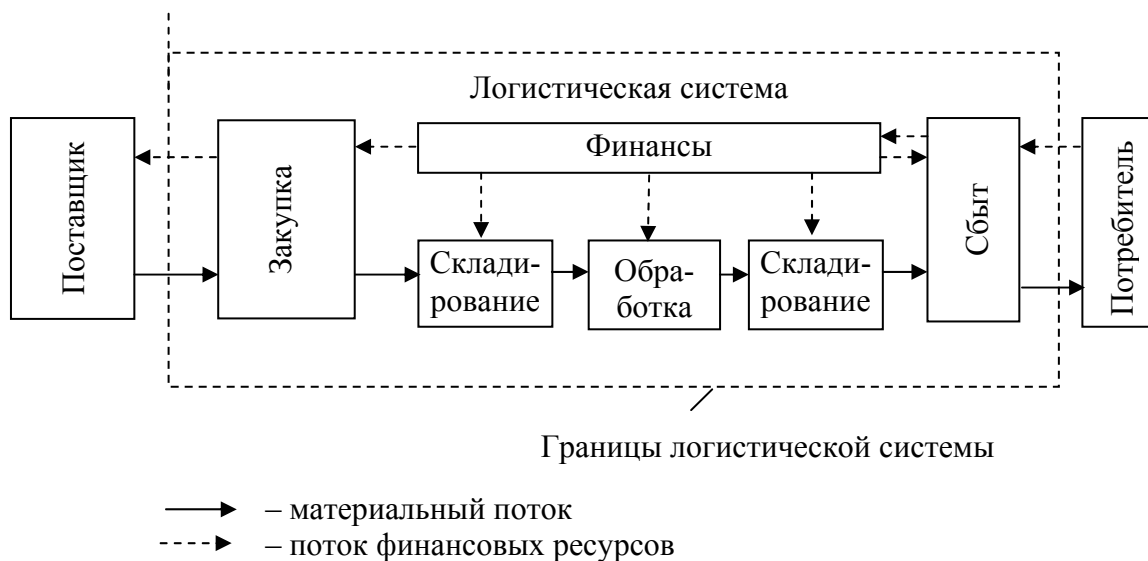 Логистическая система
Поставщик
Закупка
Финансы
Сбыт
Потребитель
Склади-
рование
Обра-
ботка
Склади-
рование
Границы логистической системы
– материальный поток
– поток финансовых ресурсов